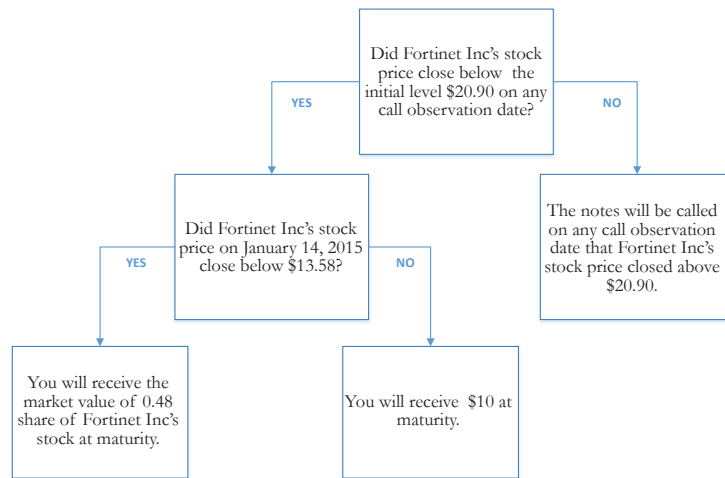 Did Fortinet Inc's stock
price close below the
initial level $20.90 on any
call observation date?
YES
NO
Did Fortinet Inc's stock
price on January 14, 2015
close below $13.58?
The notes will be called
on any call observation
date that Fortinet Inc's
stock price closed above
$20.90.
YES
NO
You will receive the
market value of 0.48
share of Fortinet Inc's
stock at maturity.
You will receive $10 at
maturity.